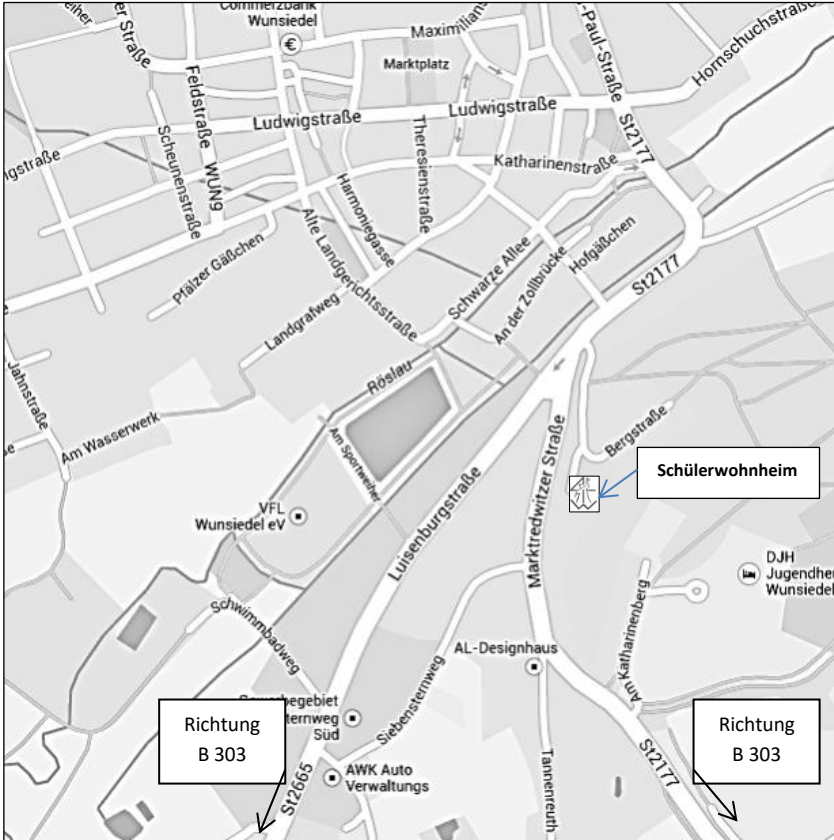 Commerzbank
Wunsiedel
€
Marktplatz
Ludwigstraße
Ludwigstraße
Hornschuchstraße
St2177
Feldstraße
WUN9
Scheunenstraße
Theresienstraße
Harmoniegasse
Katharinenstraße
Pfälzer Gäßchen
Alte Landgerichtsstraße
Landgrafweg
Schwarze Allee
An der Zollbrücke
Hofgäßchen
St2177
Röslau
Jahnstraße
Am Wasserwerk
Am Sportweiher
Bergstraße
Schülerwohnheim
Luisenburgstraße
Marktredwitzer Straße
VFL
Wunsiedel eV
DJH
Wunsiedel
Schwimmbadweg
Am Katharinenberg
AL-Designhaus
Siebensternweg
Süd
Richtung
B 303
Richtung
B 303
AWK Auto
Verwaltungs
St2665
Tannenreuth
St2177